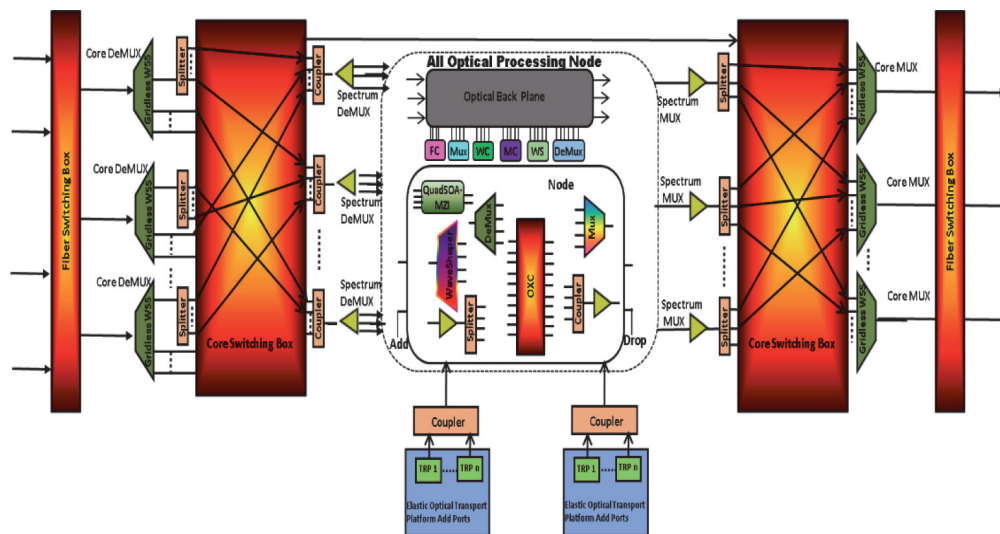 Fiber Switching Box
Core DeMUX
Gridless WSS
Splitter
Core DeMUX
Gridless WSS
Splitter
Core DeMUX
Gridless WSS
Splitter
Core Switching Box
Coupler
Spectrum
DeMUX
Coupler
Spectrum
DeMUX
Coupler
Spectrum
DeMUX
All Optical Processing Node
Optical Back Plane
FC
Mux
WC
MC
WS
DeMux
Node
QuadSOA-
MZI
DeMux
Mux
WaveShaper
OXC
Splitter
Coupler
Add
Drop
Coupler
TRP 1
TRP n
Elastic Optical Transport
Platform Add Ports
Coupler
TRP 1
TRP n
Elastic Optical Transport
Platform Add Ports
Spectrum
MUX
Splitter
Spectrum
MUX
Splitter
Spectrum
MUX
Splitter
Core Switching Box
Gridless WSS
Core MUX
Gridless WSS
Core MUX
Gridless WSS
Core MUX
Fiber Switching Box